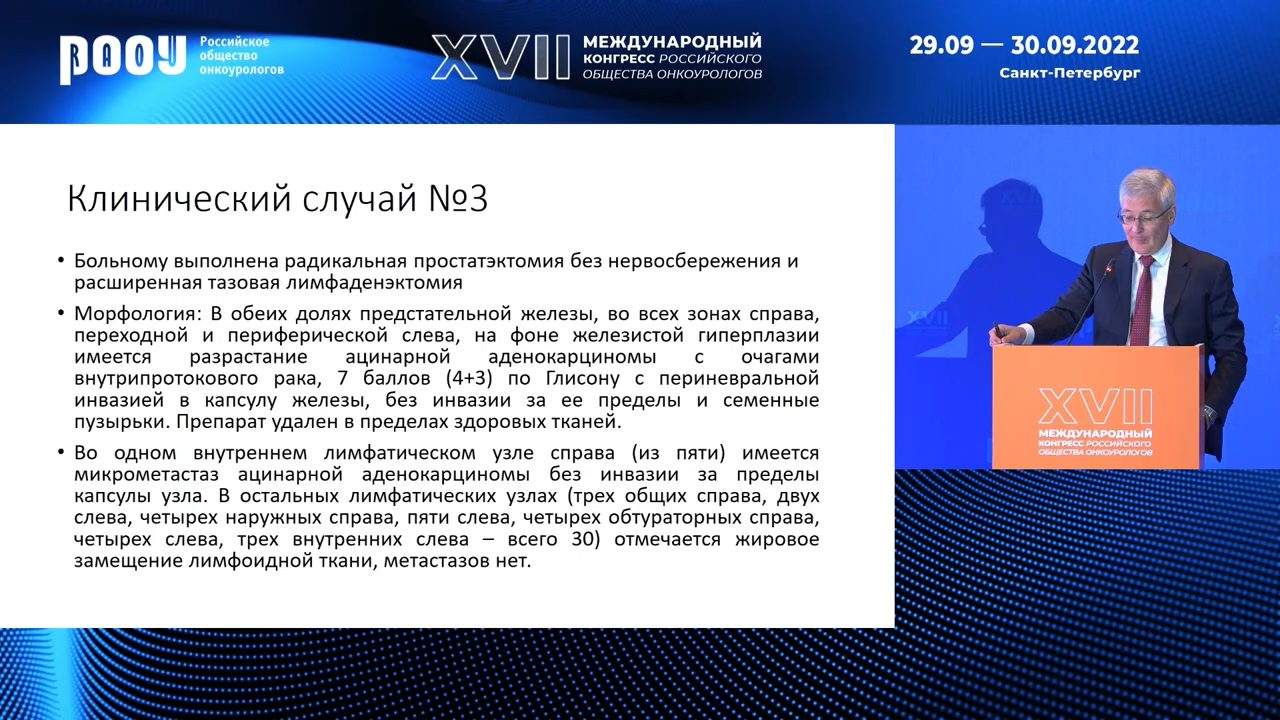 РООУ
RAOU
Российское
общество
онкоурологов
XVII
МЕЖДУНАРОДНЫЙ
КОНГРЕСС РОССИЙСКОГО
ОБЩЕСТВА ОНКОУРОЛОГОВ
29.09 — 30.09.2022
Санкт-Петербург
Клинический случай №3
• Больному выполнена радикальная простатэктомия без нервосбережения и
расширенная тазовая лимфаденэктомия
• Морфология: В обеих долях предстательной железы, во всех зонах справа,
переходной и периферической слева, на фоне железистой гиперплазии
имеется разрастание ацинарной аденокарциномы с очагами
внутрипротокового рака, 7 баллов (4+3) по Глисону с периневральной
инвазией в капсулу железы, без инвазии за ее пределы и семенные
пузырьки. Препарат удален в пределах здоровых тканей.
• Во одном внутреннем лимфатическом узле справа (из пяти) имеется
микрометастаз ацинарной аденокарциномы без инвазии за пределы
капсулы узла. В остальных лимфатических узлах (трех общих справа, двух
слева, четырех наружных справа, пяти слева, четырех обтураторных справа,
четырех слева, трех внутренних слева – всего 30) отмечается жировое
замещение лимфоидной ткани, метастазов нет.
XVII
XVII
XVII
МЕЖДУНАРОДНЫЙ
КОНГРЕСС РОССИЙСКОГО
ОБЩЕСТВА ОНКОУРОЛОГОВ